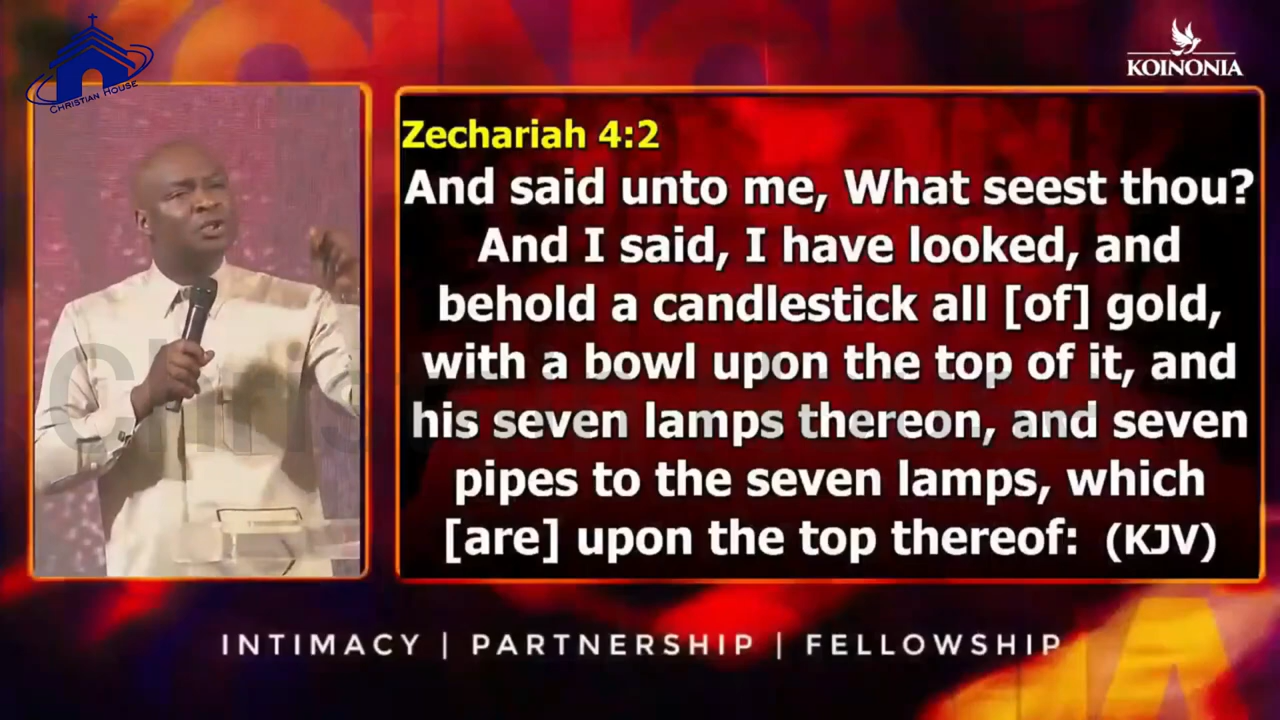 CHRISTIAN HOUSE
KOINONIA
Zechariah 4:2
And said unto me, What seest thou?
And I said, I have looked, and
behold a candlestick all [of] gold,
with a bowl upon the top of it, and
his seven lamps thereon, and seven
pipes to the seven lamps, which
[are] upon the top thereof: (KJV)
INTIMACY | PARTNERSHIP | FELLOWSHIP